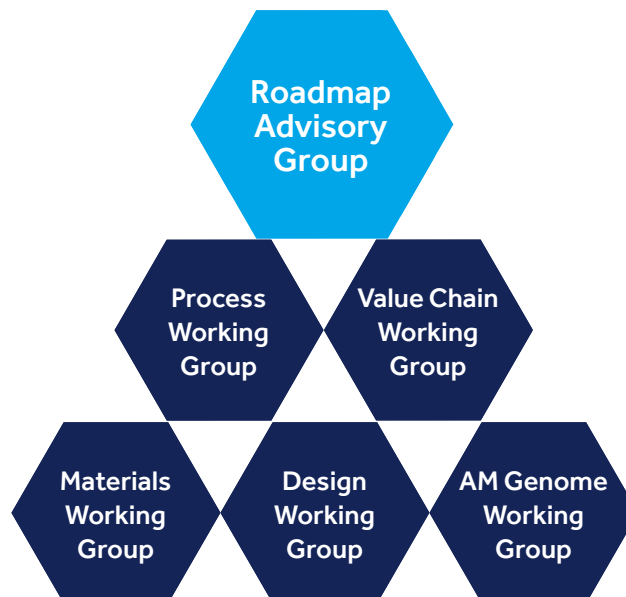 Roadmap
Advisory
Group
Process
Working
Group
Value Chain
Working
Group
Materials
Working
Group
Design
Working
Group
AM Genome
Working
Group